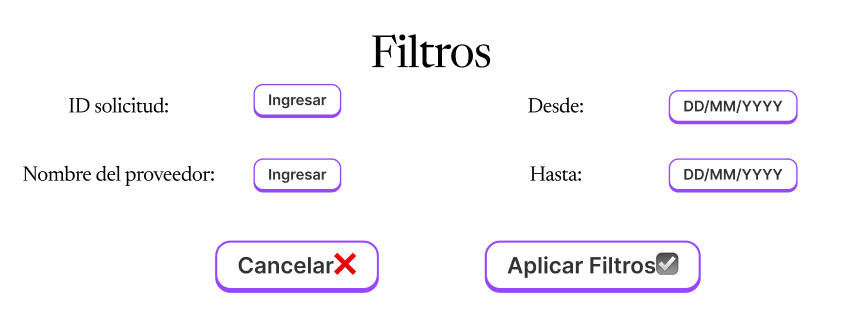 Filtros
ID solicitud: Ingresar Desde: DD/MM/YYYY
Nombre del proveedor: Ingresar Hasta: DD/MM/YYYY
Cancelar❌ Aplicar Filtros☑️